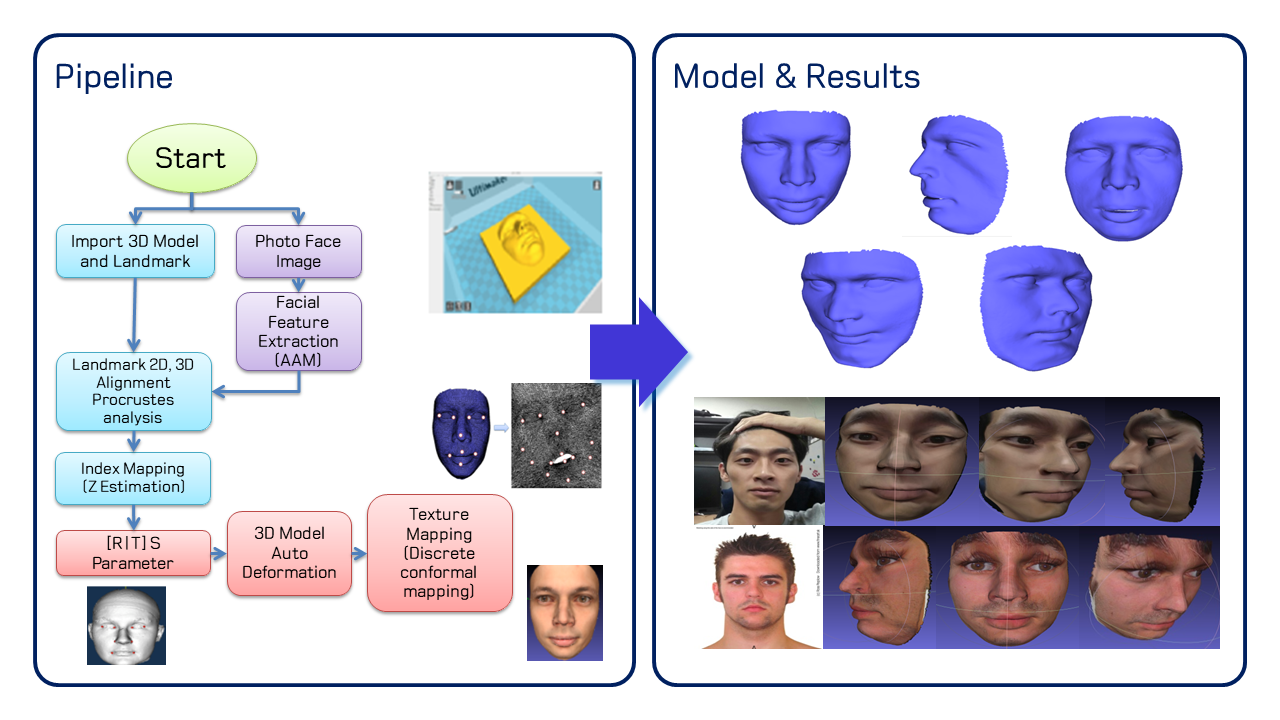 Pipeline
Start
Import 3D Model
and Landmark
Photo Face
Image
Facial
Feature
Extraction
(AAM)
Landmark 2D, 3D
Alignment
Procrustes
analysis
Index Mapping
(Z Estimation)
[R|T] S
Parameter
3D Model
Auto
Deformation
Texture
Mapping
(Discrete
conformal
mapping)
Ultimaker
Model & Results